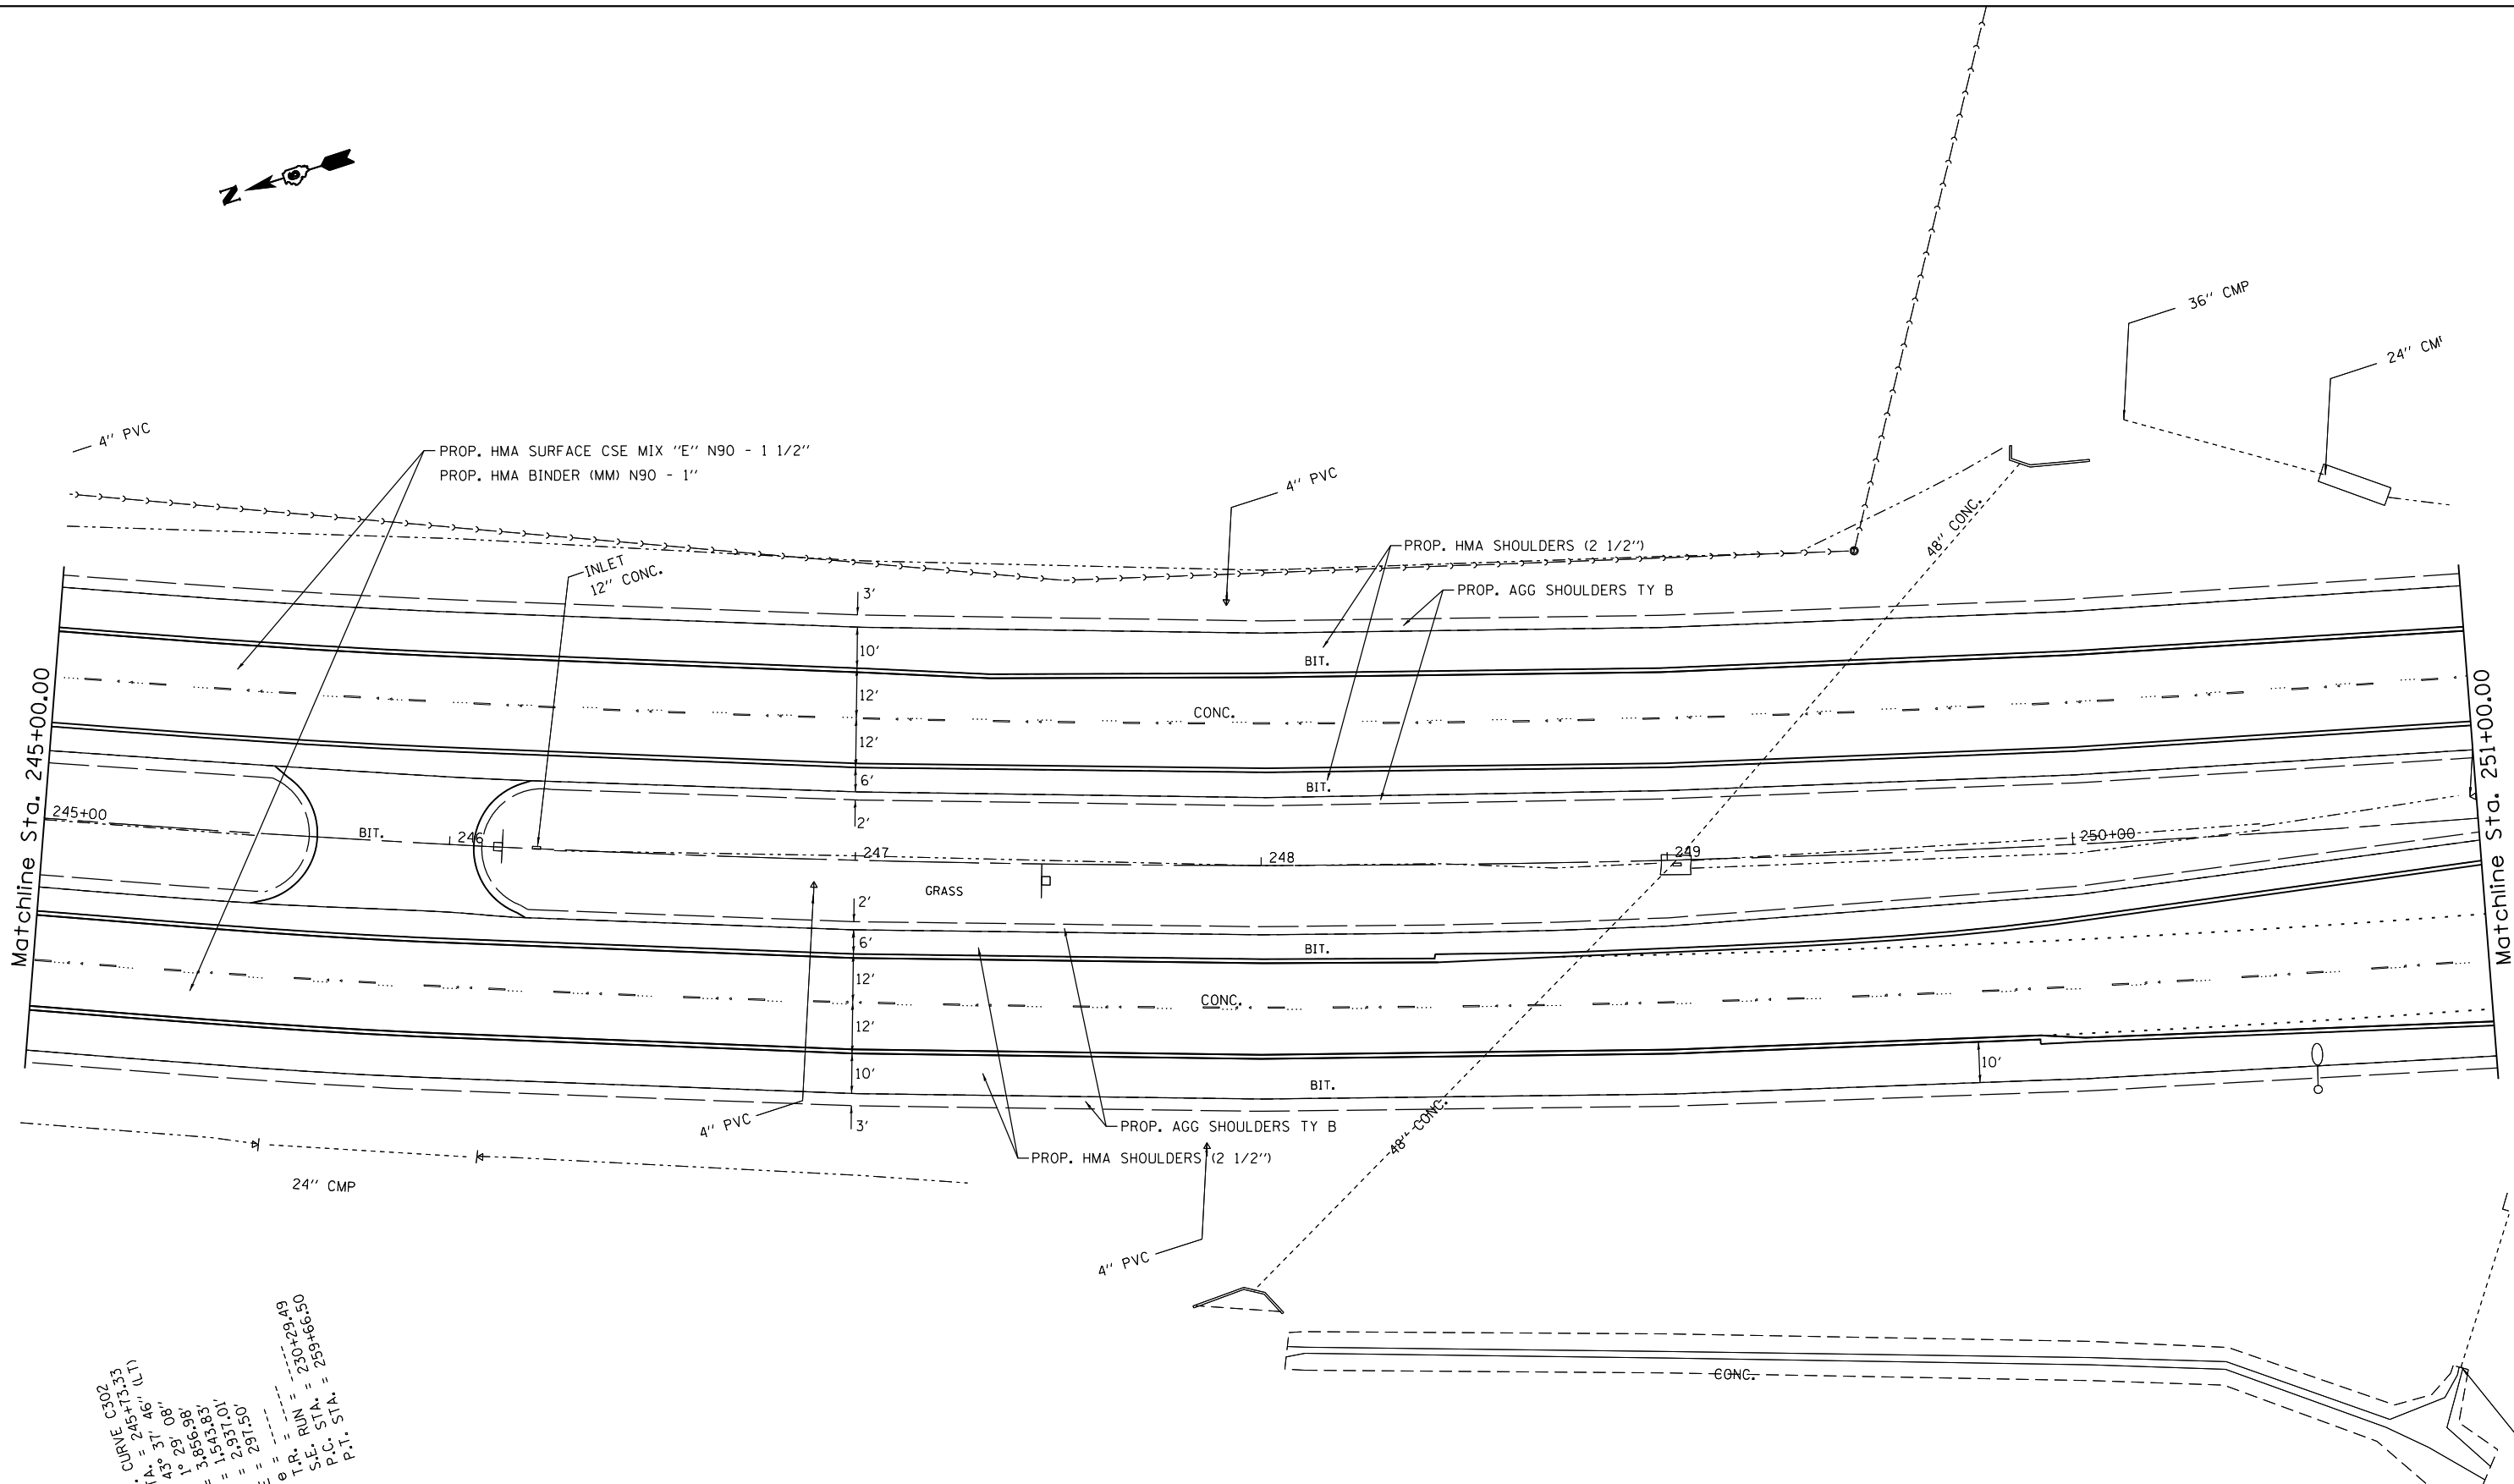 N
36" CMP
24" CM
4" PVC
PROP. HMA SURFACE CSE MIX "E" N90 - 1 1/2"
PROP. HMA BINDER (MM) N90 - 1"
4" PVC
48" CONC.
PROP. HMA SHOULDERS (2 1/2")
INLET
12" CONC.
PROP. AGG SHOULDERS TY B
3'
10'
BIT.
12'
CONC.
12'
6'
BIT.
2'
Matchline Sta. 245+00.00
Matchline Sta. 251+00.00
245+00
BIT.
246
247
248
249
250+00
GRASS
2'
6'
BIT.
12'
CONC.
12'
10'
10'
BIT.
3'
4" PVC
48" CONC.
PROP. AGG SHOULDERS TY B
PROP. HMA SHOULDERS (2 1/2")
24" CMP
4" PVC
CONC.
. CURVE C302
TA. = 245+73.33
43° 37' 46" (LT)
1° 29' 08"
= 3,856.98'
= 1,543.83'
= 2,937.01'
E = 297.50'
e = -----
T.R. = -----
S.E. RUN = -----
P.C. STA. = 230+29.49
P.T. STA. = 259+66.50